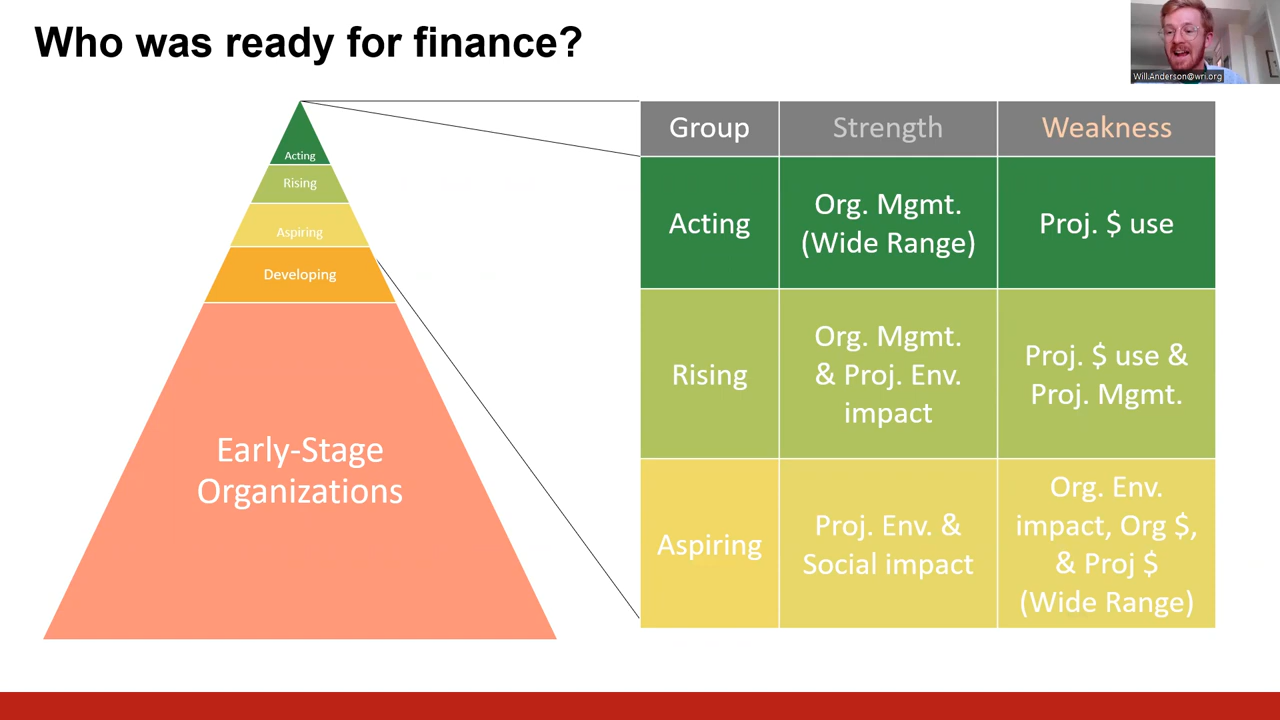 Who was ready for finance?
Will.Anderson@wri.org
Acting
Rising
Aspiring
Developing
Early-Stage
Organizations
Group
Strength
Weakness
Acting
Org. Mgmt.
(Wide Range)
Proj. $ use
Rising
Org. Mgmt.
& Proj. Env.
impact
Proj. $ use &
Proj. Mgmt.
Aspiring
Proj. Env. &
Social impact
Org. Env.
impact, Org $,
& Proj $
(Wide Range)